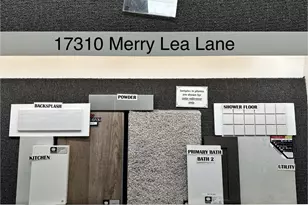 17310 Merry Lea Lane
POWDER
BACKSPLASH
SHOWER FLOOR
KITCHEN
PRIMARY BATH
BATH 2
UTILITY